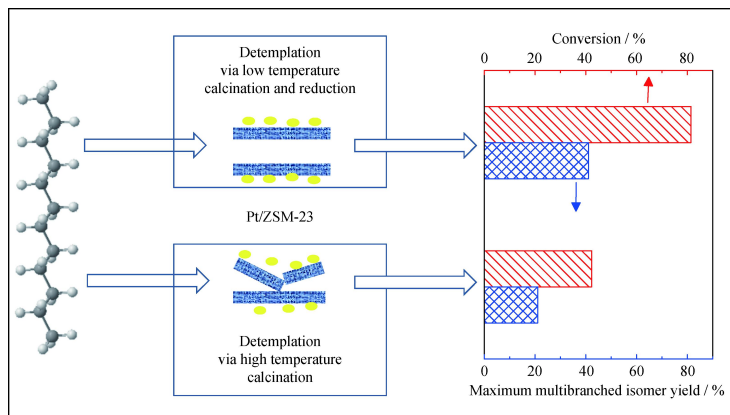 Detemplation
via low temperature
calcination and reduction
Pt/ZSM-23
Detemplation
via high temperature
calcination
Conversion / %
0 20 40 60 80
0 20 40 60 80
Maximum multibranched isomer yield / %